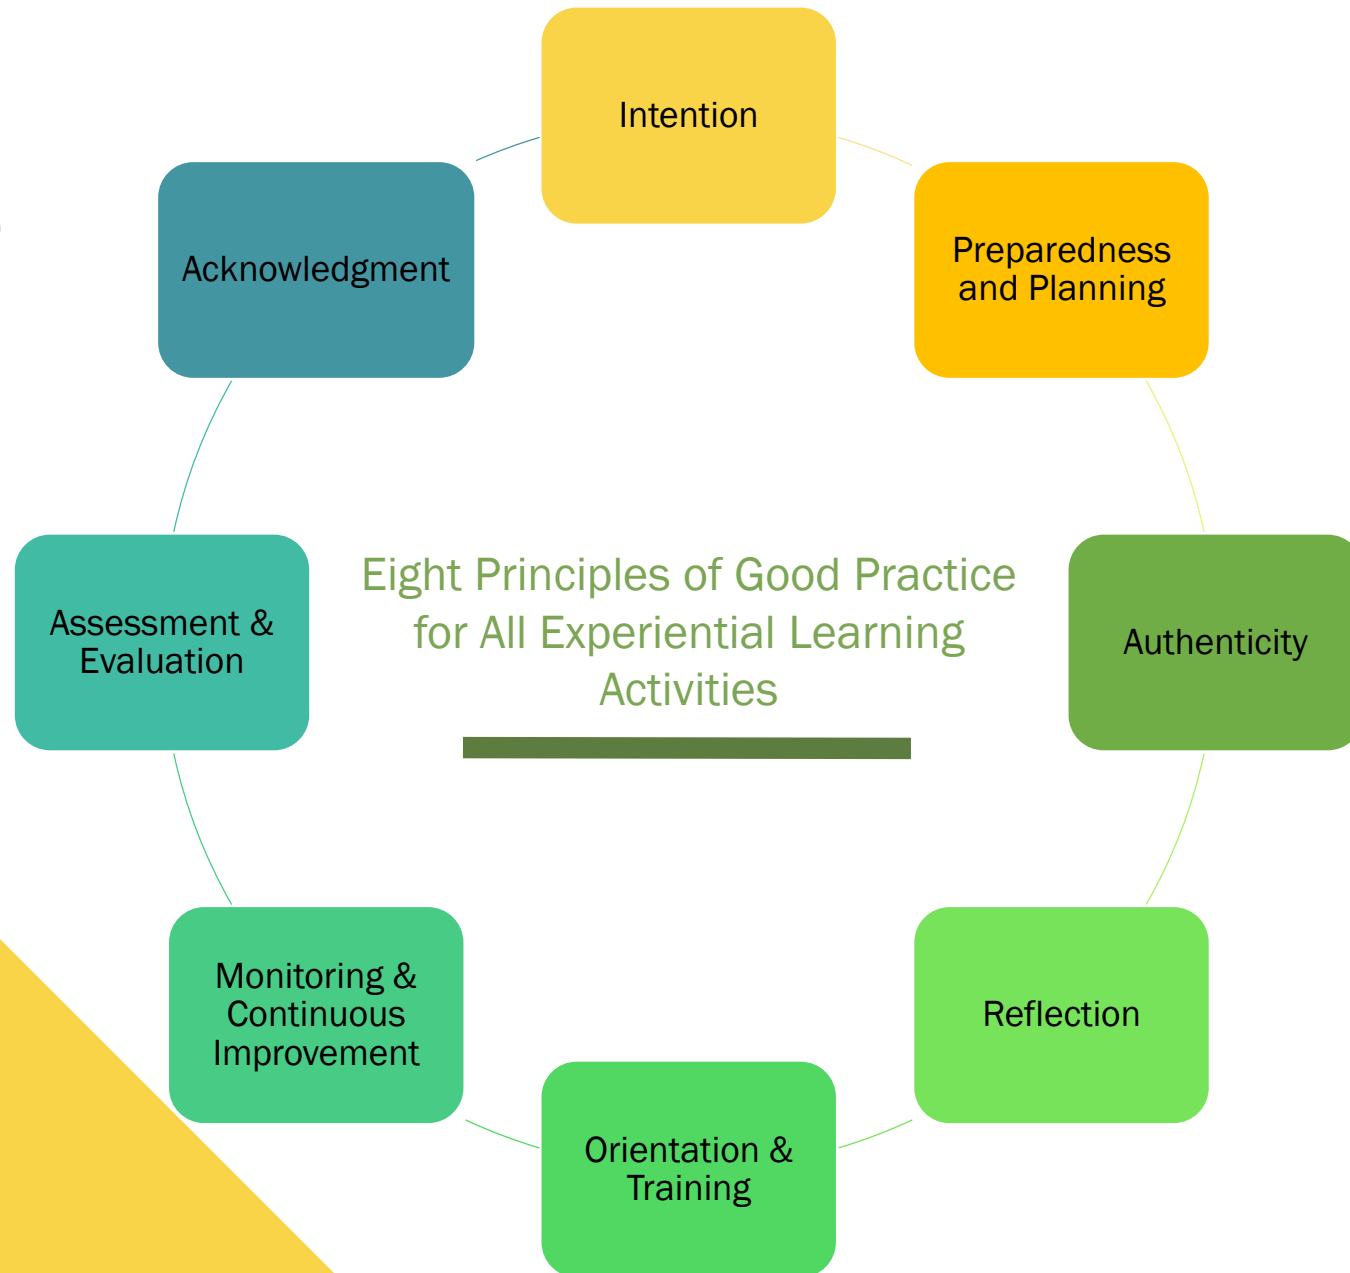 Intention
Preparedness
and Planning
Authenticity
Reflection
Orientation &
Training
Monitoring &
Continuous
Improvement
Assessment &
Evaluation
Acknowledgment
Eight Principles of Good Practice
for All Experiential Learning
Activities